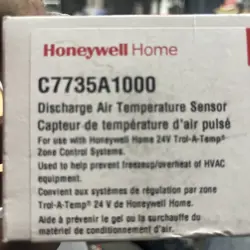 Honeywell Home
C7735A1000
Discharge Air Temperature Sensor
Capteur de température d'air pulsé
For use with Honeywell Home 24V Trol-A-Temp®
Zone Control Systems.
Used to help prevent freezeup/overheat of HVAC
equipment.
Convient aux systèmes de régulation par zone
Trol-A-Temp® 24 V de Honeywell Home.
Aide à prévenir le gel ou la surchauffe du
matériel de chauffage